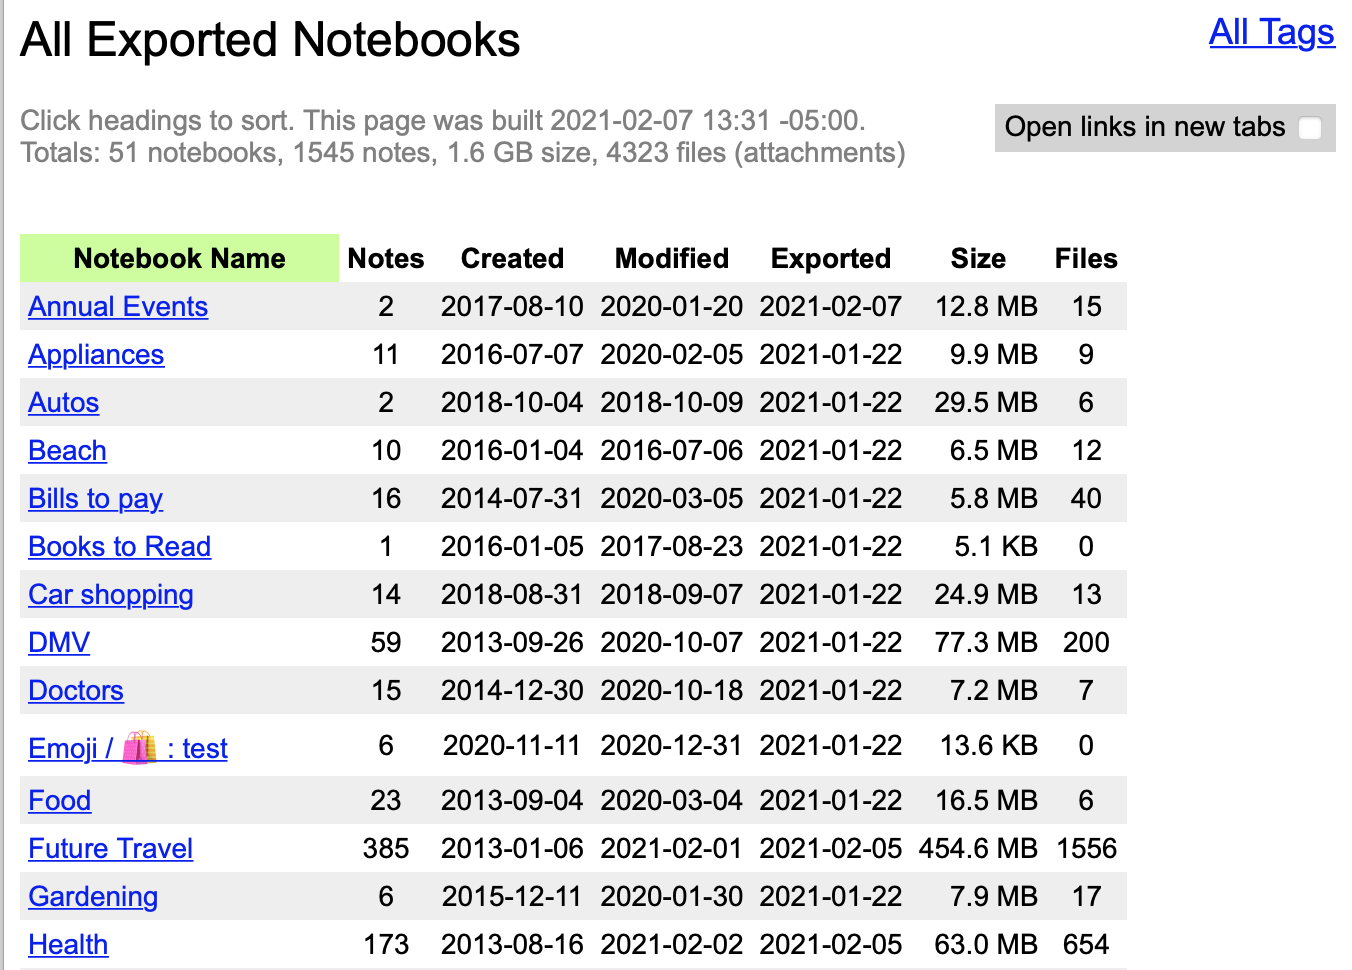 All Exported Notebooks
All Tags
Click headings to sort. This page was built 2021-02-07 13:31 -05:00.
Totals: 51 notebooks, 1545 notes, 1.6 GB size, 4323 files (attachments)
Open links in new tabs
Notebook Name Notes Created Modified Exported Size Files
Annual Events 2 2017-08-10 2020-01-20 2021-02-07 12.8 MB 15
Appliances 11 2016-07-07 2020-02-05 2021-01-22 9.9 MB 9
Autos 2 2018-10-04 2018-10-09 2021-01-22 29.5 MB 6
Beach 10 2016-01-04 2016-07-06 2021-01-22 6.5 MB 12
Bills to pay 16 2014-07-31 2020-03-05 2021-01-22 5.8 MB 40
Books to Read 1 2016-01-05 2017-08-23 2021-01-22 5.1 KB 0
Car shopping 14 2018-08-31 2018-09-07 2021-01-22 24.9 MB 13
DMV 59 2013-09-26 2020-10-07 2021-01-22 77.3 MB 200
Doctors 15 2014-12-30 2020-10-18 2021-01-22 7.2 MB 7
Emoji / 🛍️ : test 6 2020-11-11 2020-12-31 2021-01-22 13.6 KB 0
Food 23 2013-09-04 2020-03-04 2021-01-22 16.5 MB 6
Future Travel 385 2013-01-06 2021-02-01 2021-02-05 454.6 MB 1556
Gardening 6 2015-12-11 2020-01-30 2021-01-22 7.9 MB 17
Health 173 2013-08-16 2021-02-02 2021-02-05 63.0 MB 654